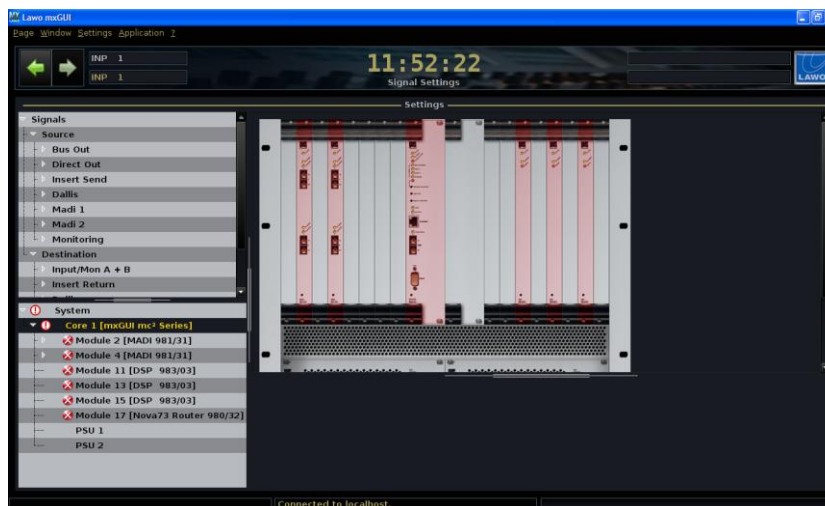 Lawo mxGUI
Page Window Settings Application ?
INP 1
INP 1
11:52:22
Signal Settings
LAWO
Settings
Signals
Source
Bus Out
Direct Out
Insert Send
Dallis
Madi 1
Madi 2
Monitoring
Destination
Input/Mon A + B
Insert Return
System
Core 1 [mxGUI mc² Series]
Module 2 [MADI 981/31]
Module 4 [MADI 981/31]
Module 11 [DSP 983/03]
Module 13 [DSP 983/03]
Module 15 [DSP 983/03]
Module 17 [Nova73 Router 980/32]
PSU 1
PSU 2
Connected to localhost.